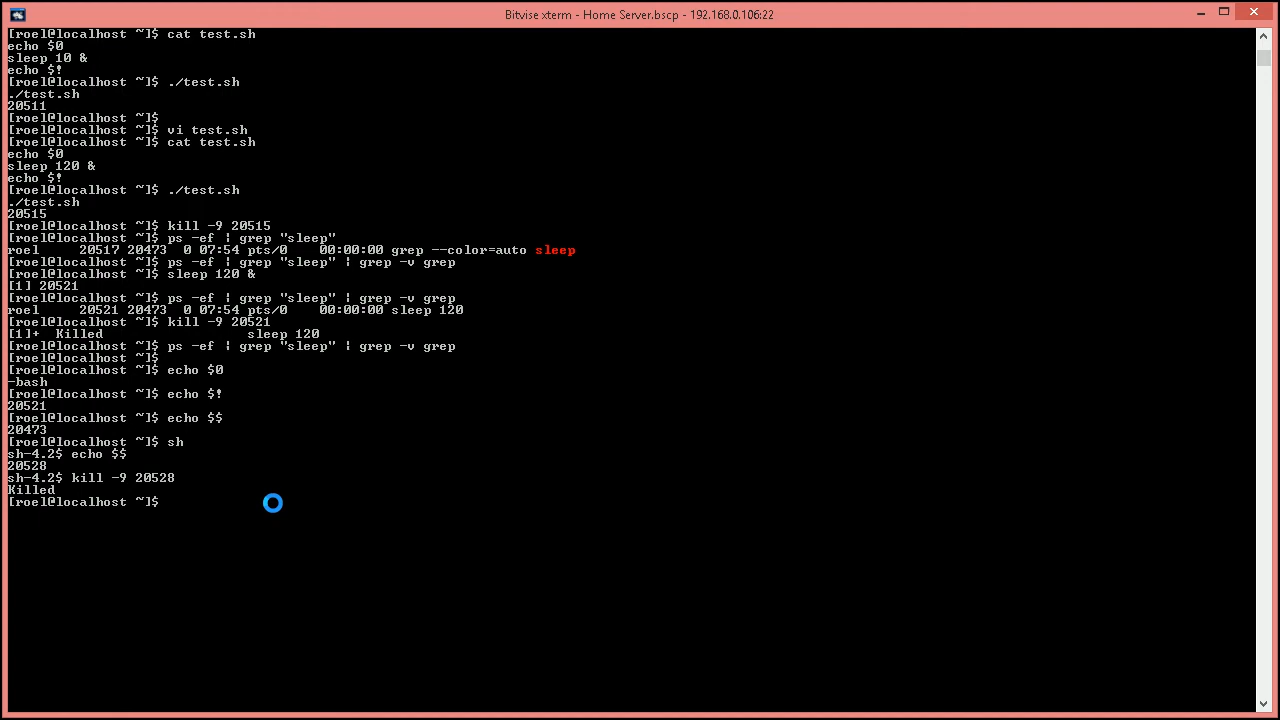 Bitvise xterm - Home Server.bscp - 192.168.0.106:22
[roel@localhost ~]$ cat test.sh
echo $0
sleep 10 &
echo $!
[roel@localhost ~]$ ./test.sh
./test.sh
20511
[roel@localhost ~]$
[roel@localhost ~]$ vi test.sh
[roel@localhost ~]$ cat test.sh
echo $0
sleep 120 &
echo $!
[roel@localhost ~]$ ./test.sh
./test.sh
20515
[roel@localhost ~]$ kill -9 20515
[roel@localhost ~]$ ps -ef | grep "sleep"
roel     20517 20473  0 07:54 pts/0    00:00:00 grep --color=auto sleep
[roel@localhost ~]$ ps -ef | grep "sleep" | grep -v grep
[roel@localhost ~]$ sleep 120 &
[1] 20521
[roel@localhost ~]$ ps -ef | grep "sleep" | grep -v grep
roel     20521 20473  0 07:54 pts/0    00:00:00 sleep 120
[roel@localhost ~]$ kill -9 20521
[1]+  Killed                  sleep 120
[roel@localhost ~]$ ps -ef | grep "sleep" | grep -v grep
[roel@localhost ~]$
[roel@localhost ~]$ echo $0
-bash
[roel@localhost ~]$ echo $!
20521
[roel@localhost ~]$ echo $$
20473
[roel@localhost ~]$ sh
sh-4.2$ echo $$
20528
sh-4.2$ kill -9 20528
Killed
[roel@localhost ~]$